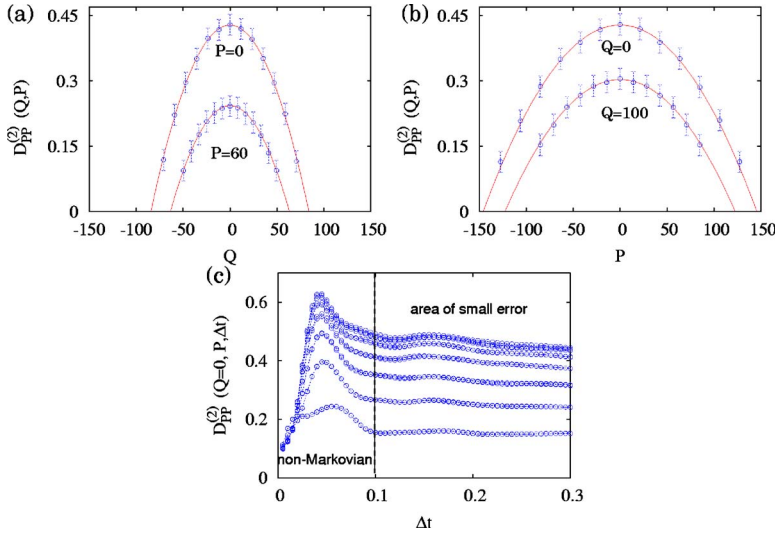 (a)
0.45
0.3
0.15
0
D_PP^(2) (Q,P)
P=0
P=60
-150 -100 -50 0 50 100 150
Q
(b)
0.45
0.3
0.15
0
D_PP^(2) (Q,P)
Q=0
Q=100
-150 -100 -50 0 50 100 150
P
(c)
0.6
0.4
0.2
0
D_PP^(2) (Q=0, P,Δt)
area of small error
non-Markovian
0 0.1 0.2 0.3
Δt